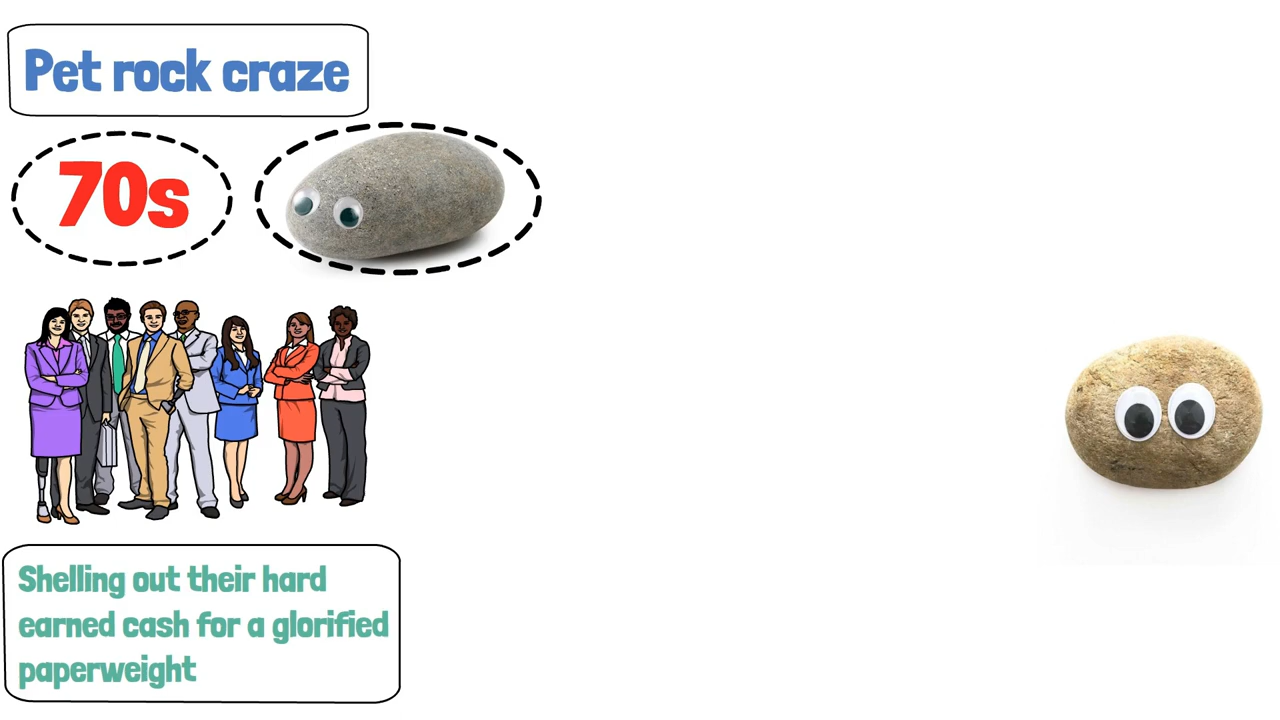 Pet rock craze
70s
Shelling out their hard
earned cash for a glorified
paperweight